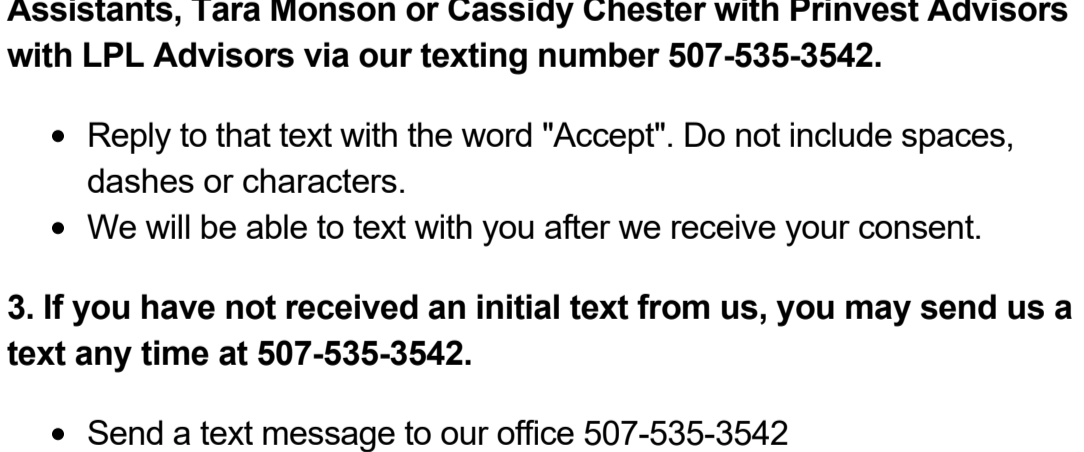 Assistants, Tara Monson or Cassidy Chester with Prinvest Advisors
with LPL Advisors via our texting number 507-535-3542.
• Reply to that text with the word "Accept". Do not include spaces,
dashes or characters.
• We will be able to text with you after we receive your consent.
3. If you have not received an initial text from us, you may send us a
text any time at 507-535-3542.
• Send a text message to our office 507-535-3542